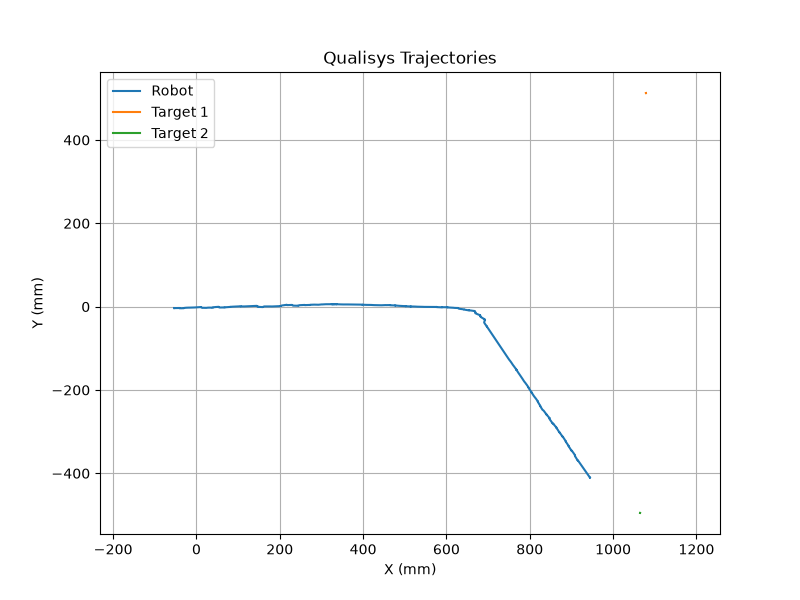 Qualisys Trajectories
Robot
Target 1
Target 2
400
200
0
−200
−400
Y (mm)
−200 0 200 400 600 800 1000 1200
X (mm)